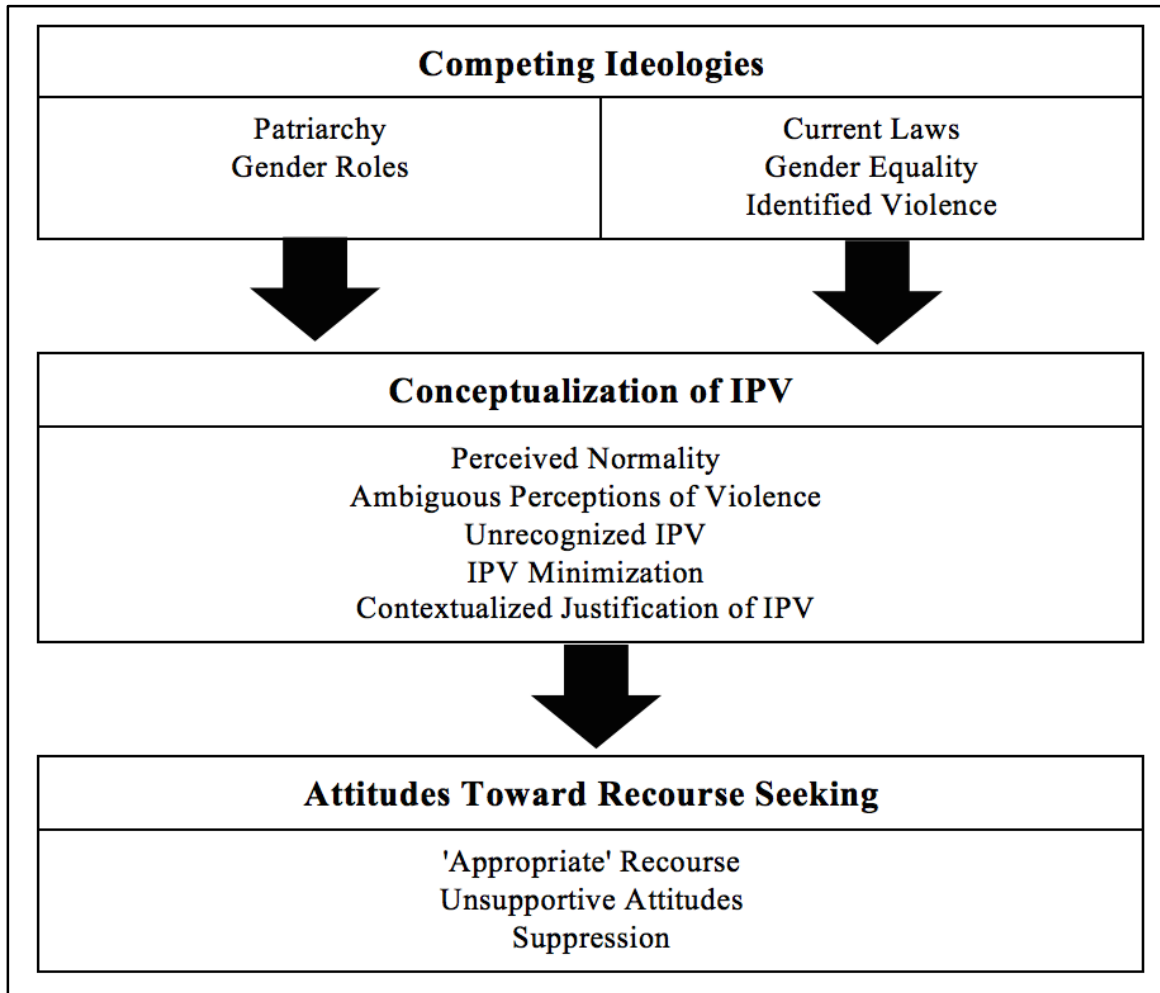 Competing Ideologies
Patriarchy
Gender Roles
Current Laws
Gender Equality
Identified Violence
Conceptualization of IPV
Perceived Normality
Ambiguous Perceptions of Violence
Unrecognized IPV
IPV Minimization
Contextualized Justification of IPV
Attitudes Toward Recourse Seeking
'Appropriate' Recourse
Unsupportive Attitudes
Suppression